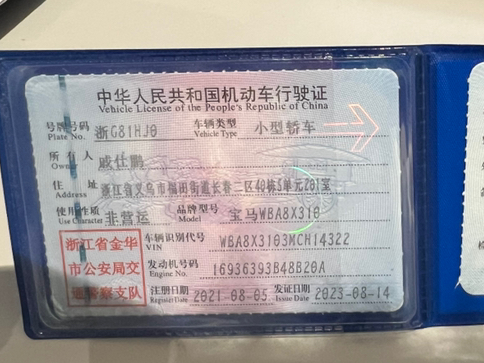 中华人民共和国机动车行驶证
Vehicle License of the People's Republic of China
号牌号码 浙G81HJ0 车辆类型 小型轿车
Plate No. Vehicle Type
所有人 戚仕鹏
Owner
住址 浙江省义乌市福田街道长春二区40栋5单元201室
Address
使用性质 非营运 品牌型号 宝马WBA8X310
Use Character Model
浙江省金华
市公安局交
通警察支队
车辆识别代号 WBA8X3103MCH14322
VIN
发动机号码 16936393B48B20A
Engine No.
注册日期 2021-08-05 发证日期 2023-08-14
Register Date Issue Date